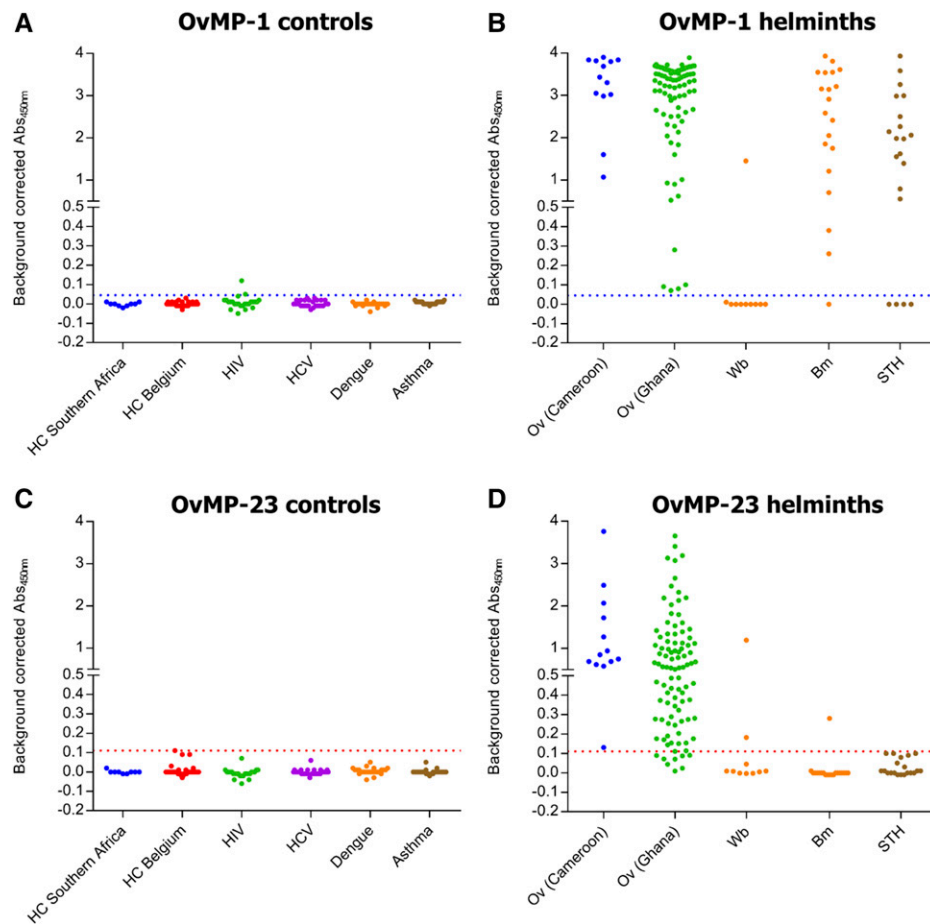 A
OvMP-1 controls
Background corrected Abs450nm
4
3
2
1
0.5
0.4
0.3
0.2
0.1
0.0
-0.1
-0.2
HC Southern Africa
HC Belgium
HIV
HCV
Dengue
Asthma
B
OvMP-1 helminths
Background corrected Abs450nm
4
3
2
1
0.5
0.4
0.3
0.2
0.1
0.0
-0.1
-0.2
Ov (Cameroon)
Ov (Ghana)
Wb
Bm
STH
C
OvMP-23 controls
Background corrected Abs450nm
4
3
2
1
0.5
0.4
0.3
0.2
0.1
0.0
-0.1
-0.2
HC Southern Africa
HC Belgium
HIV
HCV
Dengue
Asthma
D
OvMP-23 helminths
Background corrected Abs450nm
4
3
2
1
0.5
0.4
0.3
0.2
0.1
0.0
-0.1
-0.2
Ov (Cameroon)
Ov (Ghana)
Wb
Bm
STH